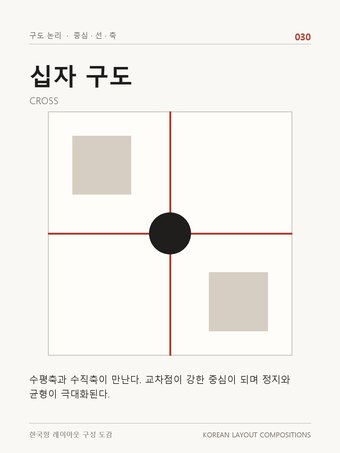 구도 논리 · 중심 · 선 · 축
030
십자 구도
CROSS
수평축과 수직축이 만난다. 교차점이 강한 중심이 되며 정지와
균형이 극대화된다.
한국형 레이아웃 구성 도감
KOREAN LAYOUT COMPOSITIONS